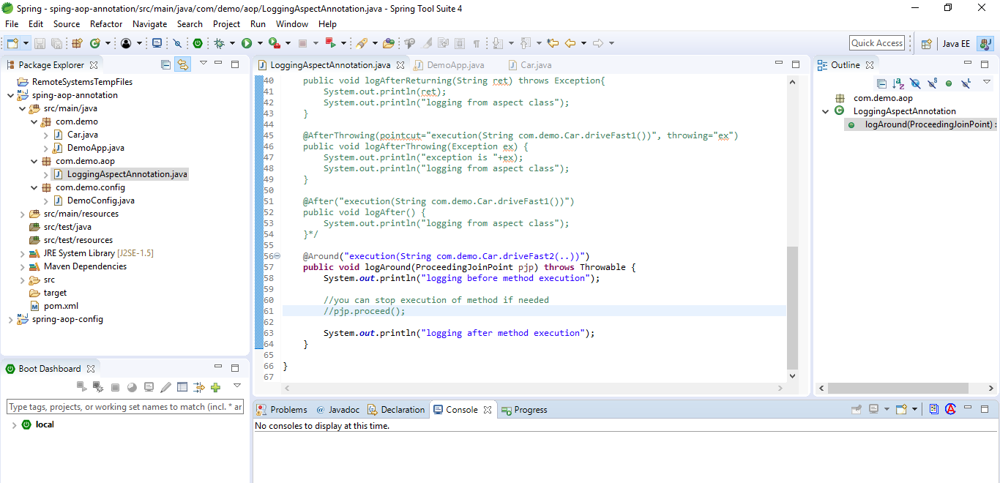 Spring - sping-aop-annotation/src/main/java/com/demo/aop/LoggingAspectAnnotation.java - Spring Tool Suite 4
File Edit Source Refactor Navigate Search Project Run Window Help
Quick Access
Java EE
Package Explorer
RemoteSystemsTempFiles
sping-aop-annotation
src/main/java
com.demo
Car.java
DemoApp.java
com.demo.aop
LoggingAspectAnnotation.java
com.demo.config
DemoConfig.java
src/main/resources
src/test/java
src/test/resources
JRE System Library [J2SE-1.5]
Maven Dependencies
src
target
pom.xml
spring-aop-config
Boot Dashboard
Type tags, projects, or working set names to match (incl. * ar
local
LoggingAspectAnnotation.java DemoApp.java Car.java
40 public void logAfterReturning(String ret) throws Exception{
41 System.out.println(ret);
42 System.out.println("logging from aspect class");
43 }
44
45 @AfterThrowing(pointcut="execution(String com.demo.Car.driveFast1())", throwing="ex")
46 public void logAfterThrowing(Exception ex) {
47 System.out.println("exception is "+ex);
48 System.out.println("logging from aspect class");
49 }
50
51 @After("execution(String com.demo.Car.driveFast1())")
52 public void logAfter() {
53 System.out.println("logging from aspect class");
54 }*/
55
56 @Around("execution(String com.demo.Car.driveFast2(..))")
57 public void logAround(ProceedingJoinPoint pjp) throws Throwable {
58 System.out.println("logging before method execution");
59
60 //you can stop execution of method if needed
61 //pjp.proceed();
62
63 System.out.println("logging after method execution");
64 }
65
66 }
67
Outline
com.demo.aop
LoggingAspectAnnotation
logAround(ProceedingJoinPoint) :
Problems @ Javadoc Declaration Console Progress
No consoles to display at this time.